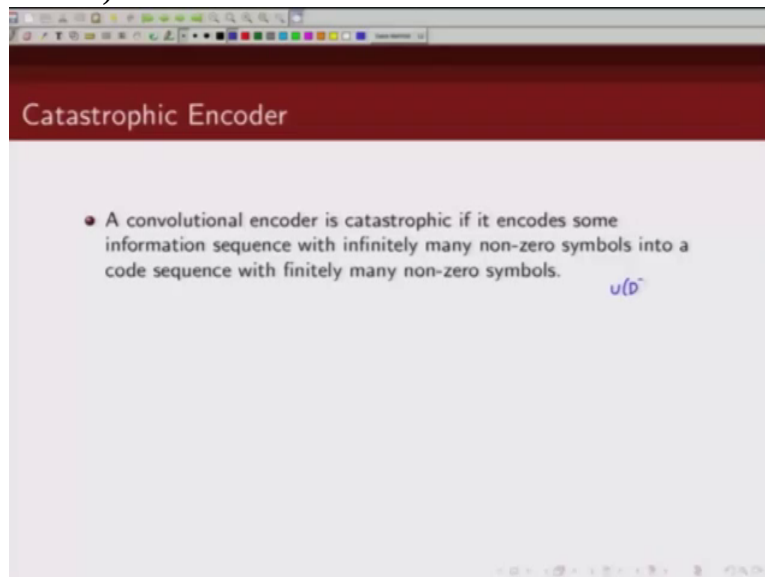 Catastrophic Encoder
A convolutional encoder is catastrophic if it encodes some
information sequence with infinitely many non-zero symbols into a
code sequence with finitely many non-zero symbols.
u(D